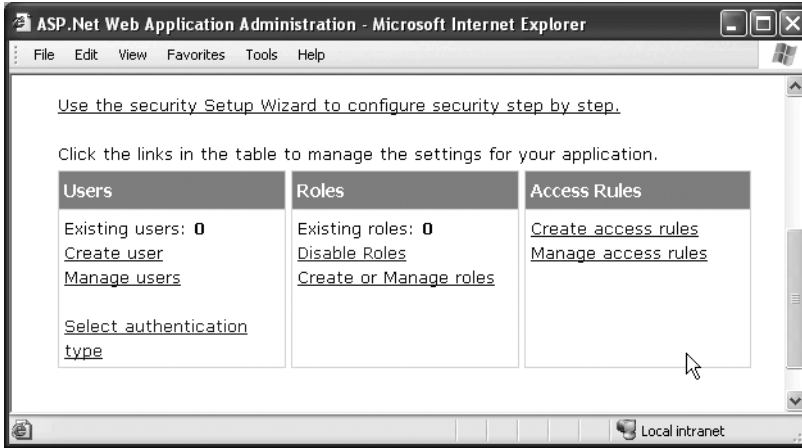 ASP.Net Web Application Administration - Microsoft Internet Explorer
File Edit View Favorites Tools Help
Use the security Setup Wizard to configure security step by step.
Click the links in the table to manage the settings for your application.
Users Roles Access Rules
Existing users: 0 Existing roles: 0 Create access rules
Create user Disable Roles Manage access rules
Manage users Create or Manage roles
Select authentication
type
Local intranet